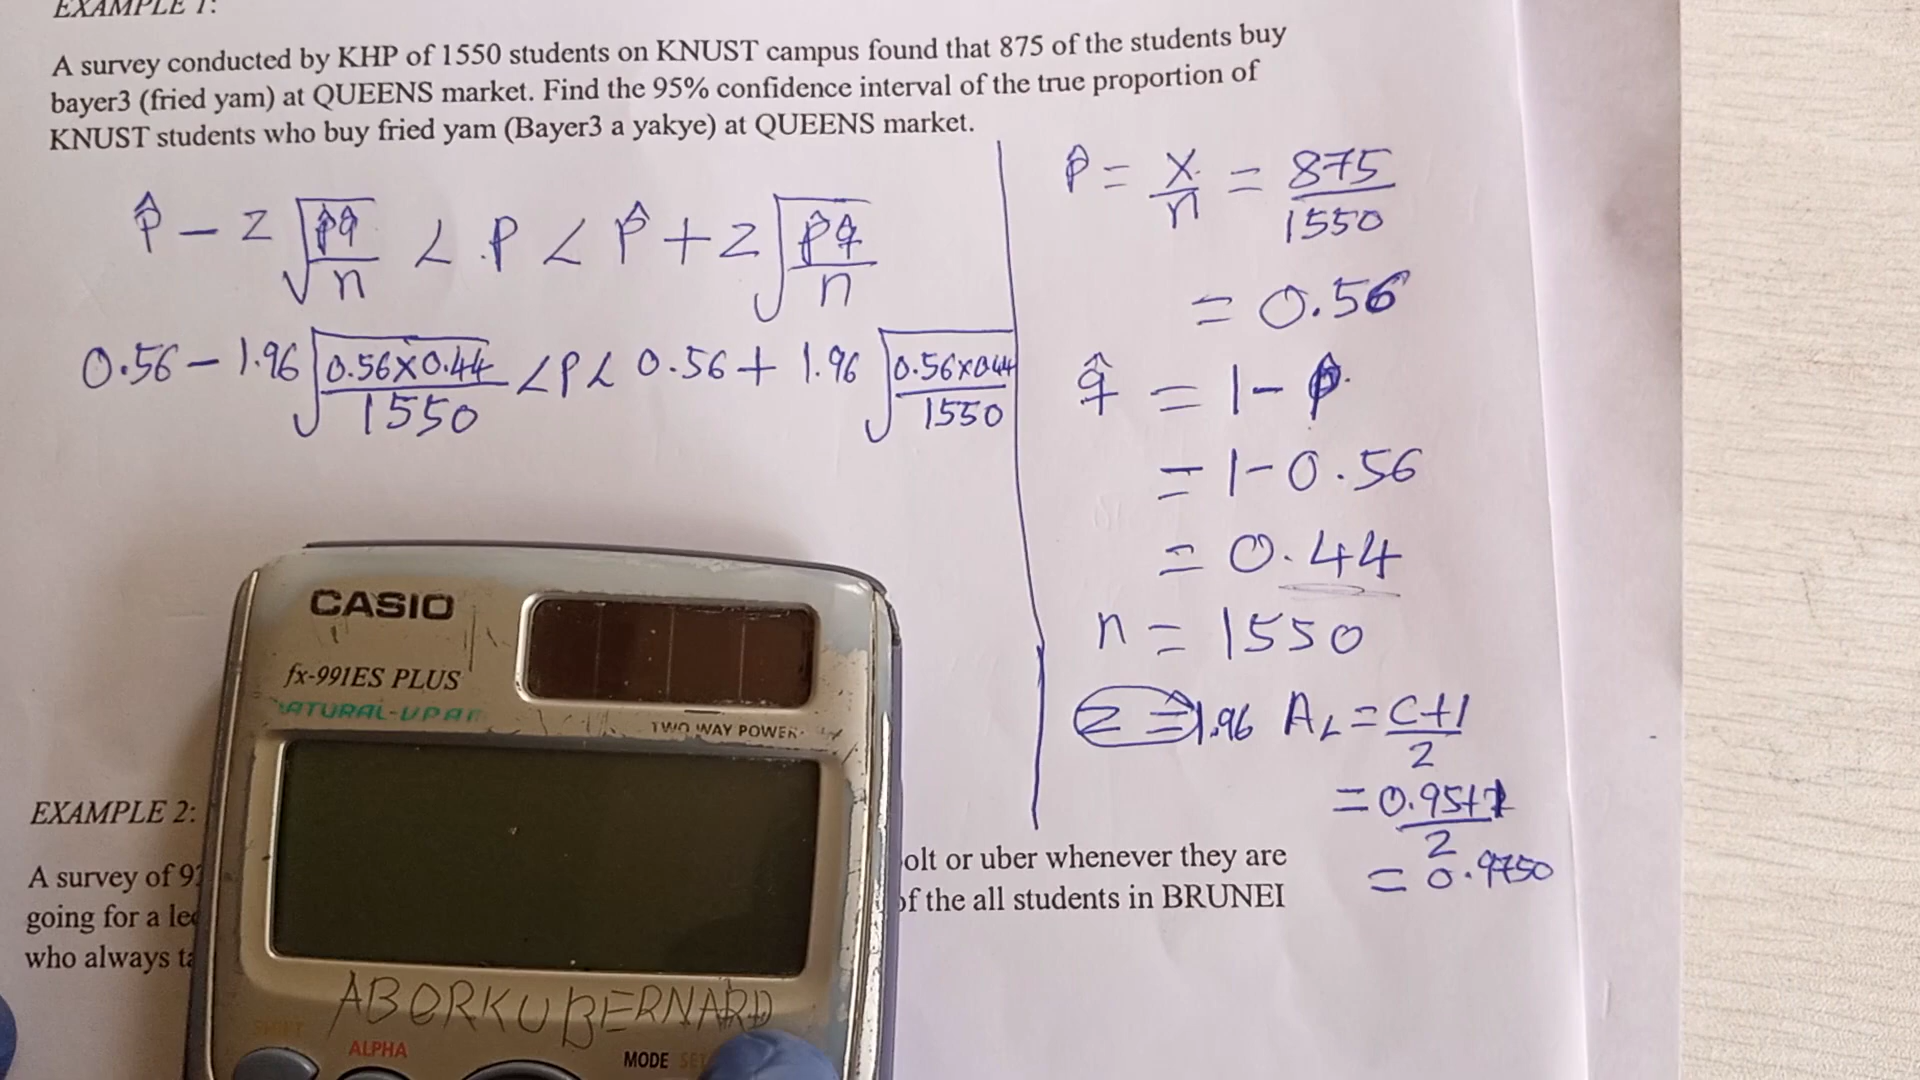 EXAMPLE 1:
A survey conducted by KHP of 1550 students on KNUST campus found that 875 of the students buy
bayer3 (fried yam) at QUEENS market. Find the 95% confidence interval of the true proportion of
KNUST students who buy fried yam (Bayer3 a yakye) at QUEENS market.
p̂ - z √(p̂q̂/n) < p < p̂ + z √(p̂q̂/n)
0.56 - 1.96 √(0.56×0.44/1550) < p < 0.56 + 1.96 √(0.56×0.44/1550)
p̂ = x/n = 875/1550
= 0.56
q̂ = 1 - p̂
= 1 - 0.56
= 0.44
n = 1550
z = 1.96 A_L = C+1/2
= 0.95+1/2
= 0.9750
CASIO
fx-991ES PLUS
TWO WAY POWER
ABORKU BERNARD
SHIFT
ALPHA
MODE
EXAMPLE 2:
A survey of 9 olt or uber whenever they are
going for a of the all students in BRUNEI
who always